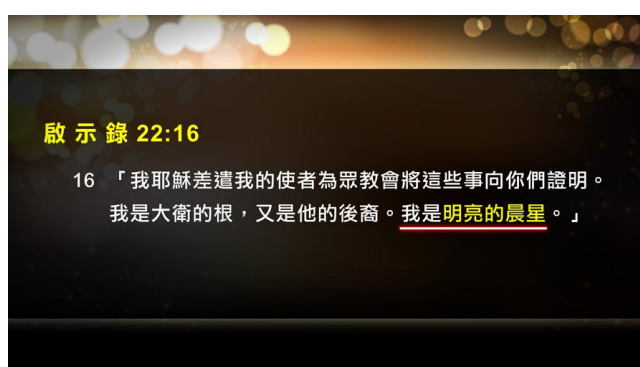 啟示錄 22:16
16 「我耶穌差遣我的使者為眾教會將這些事向你們證明。
我是大衛的根，又是他的後裔。我是明亮的晨星。」